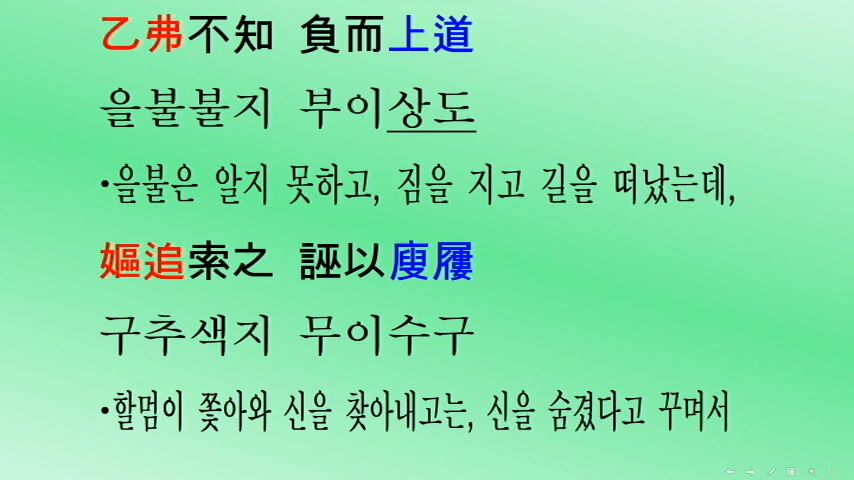 乙弗不知 負而上道
을불불지 부이상도
•을불은 알지 못하고, 짐을 지고 길을 떠났는데,
嫗追索之 誣以廋屨
구추색지 무이수구
•할멈이 쫓아와 신을 찾아내고는, 신을 숨겼다고 꾸며서